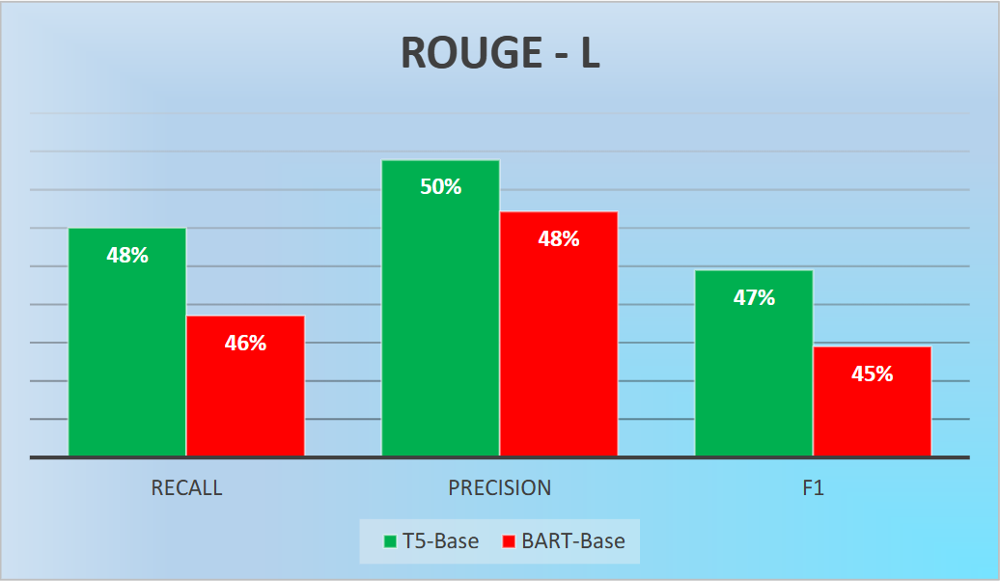 ROUGE - L
50%
48%
48%
47%
46%
45%
RECALL PRECISION F1
T5-Base BART-Base